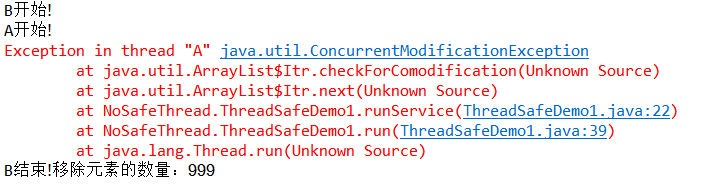 B开始!
A开始!
Exception in thread "A" java.util.ConcurrentModificationException
at java.util.ArrayList$Itr.checkForComodification(Unknown Source)
at java.util.ArrayList$Itr.next(Unknown Source)
at NoSafeThread.ThreadSafeDemo1.runService(ThreadSafeDemo1.java:22)
at NoSafeThread.ThreadSafeDemo1.run(ThreadSafeDemo1.java:39)
at java.lang.Thread.run(Unknown Source)
B结束!移除元素的数量：999